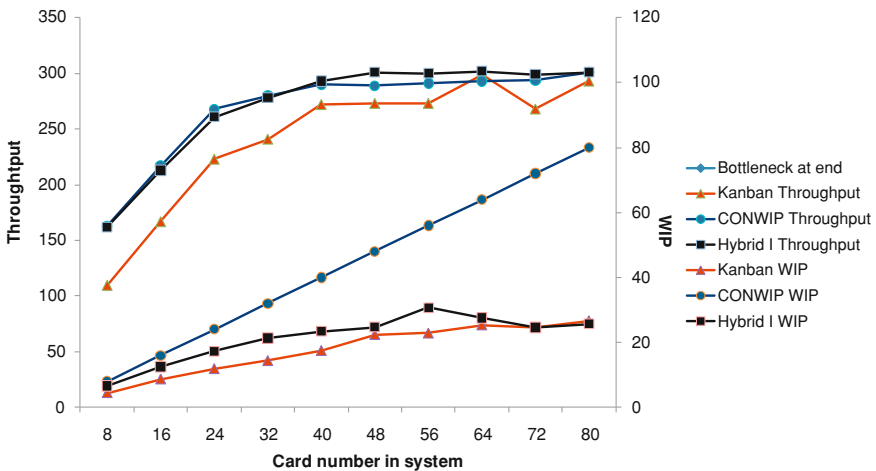 350
300
250
200
150
100
50
0
Throughtput
120
100
80
60
40
20
0
WIP
8 16 24 32 40 48 56 64 72 80
Card number in system
Bottleneck at end
Kanban Throughput
CONWIP Throughput
Hybrid I Throughput
Kanban WIP
CONWIP WIP
Hybrid I WIP